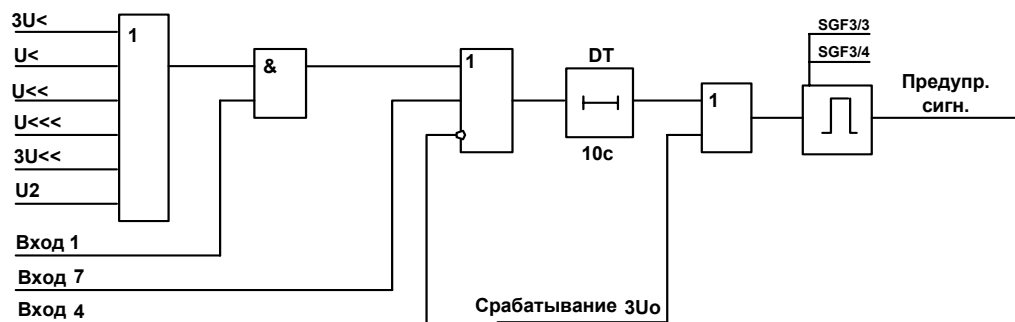 3U<
U<
U<<
U<<<
3U<<
U2
1
&
1
DT
10с
1
SGF3/3
SGF3/4
Предупр.
сигн.
Вход 1
Вход 7
Вход 4
Срабатывание 3Uo